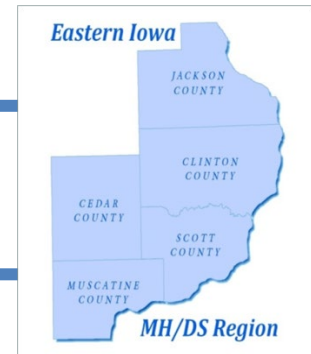 Eastern Iowa
JACKSON
COUNTY
CLINTON
COUNTY
CEDAR
COUNTY
SCOTT
COUNTY
MUSCATINE
COUNTY
MH/DS Region